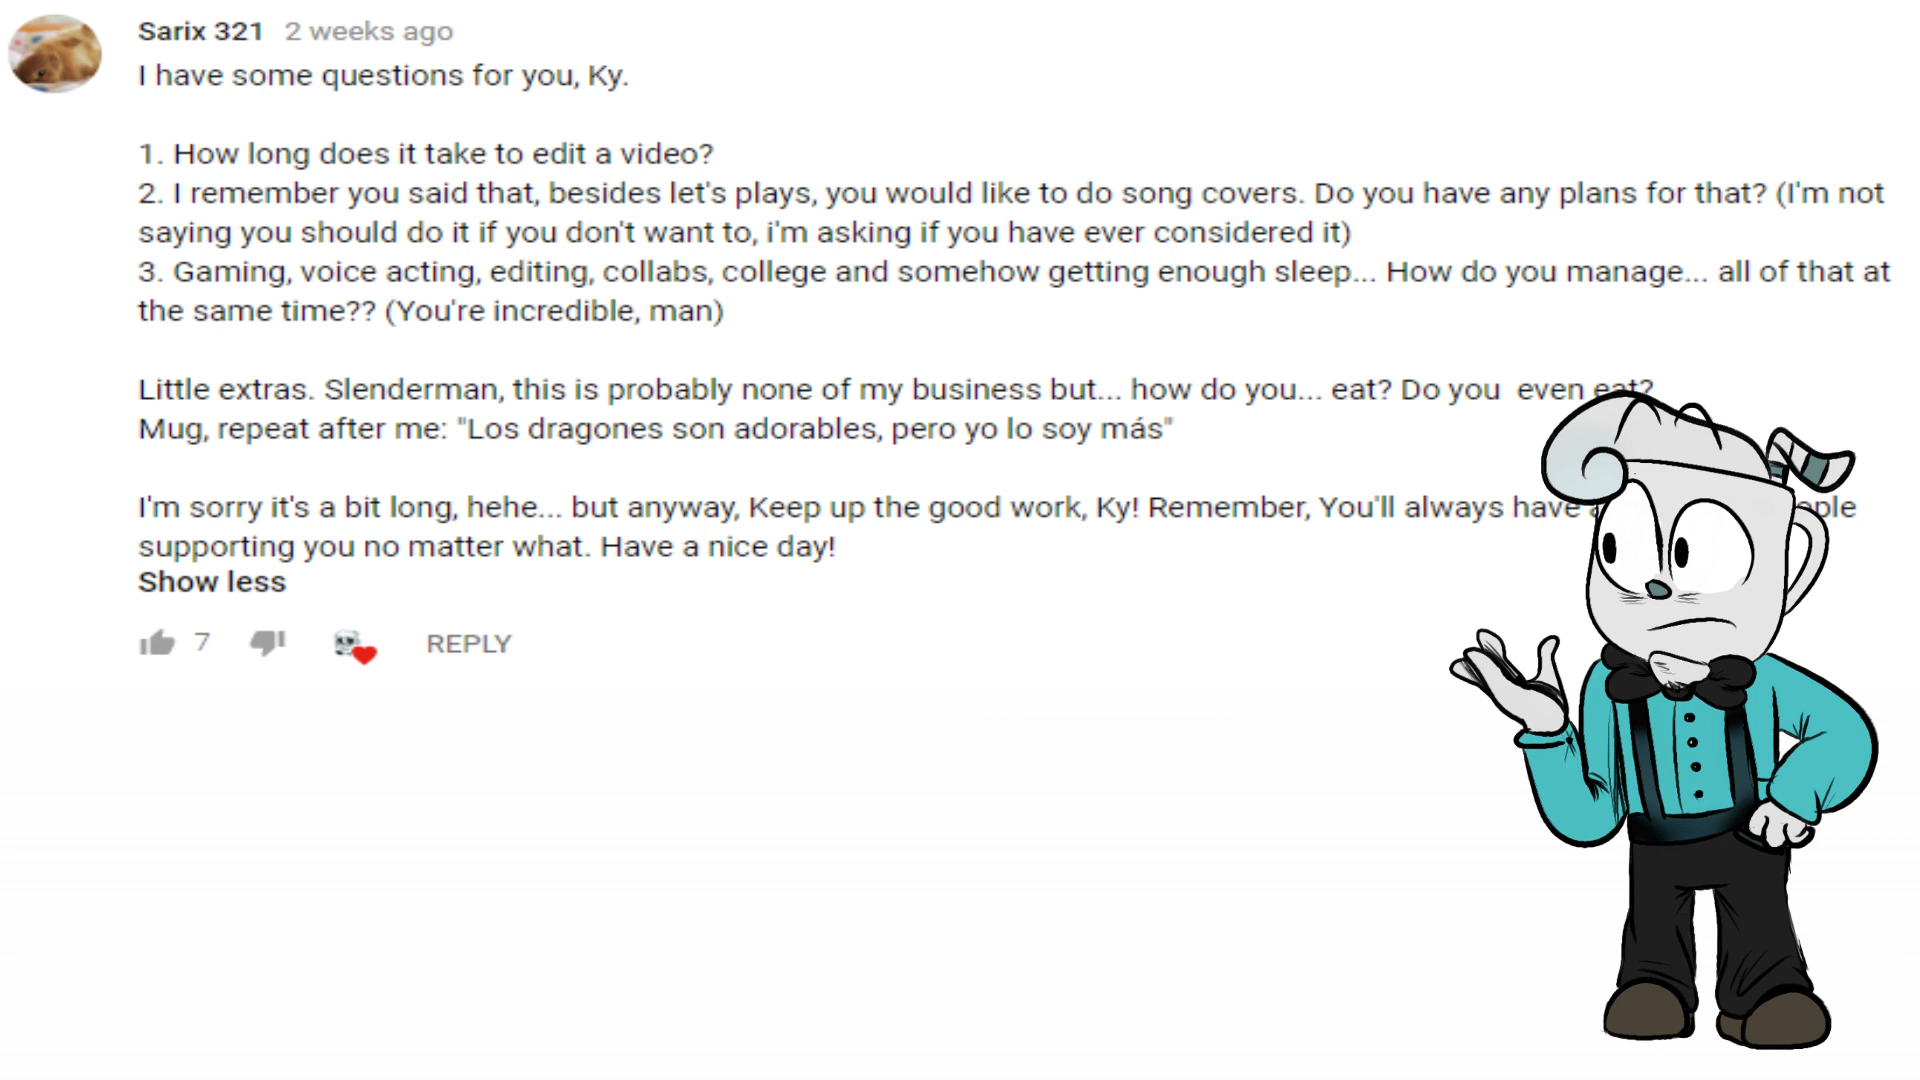 Sarix 321 2 weeks ago
I have some questions for you, Ky.
1. How long does it take to edit a video?
2. I remember you said that, besides let's plays, you would like to do song covers. Do you have any plans for that? (I'm not
saying you should do it if you don't want to, i'm asking if you have ever considered it)
3. Gaming, voice acting, editing, collabs, college and somehow getting enough sleep... How do you manage... all of that at
the same time?? (You're incredible, man)
Little extras. Slenderman, this is probably none of my business but... how do you... eat? Do you even eat?
Mug, repeat after me: "Los dragones son adorables, pero yo lo soy más"
I'm sorry it's a bit long, hehe... but anyway, Keep up the good work, Ky! Remember, You'll always have
supporting you no matter what. Have a nice day!
Show less
7 REPLY